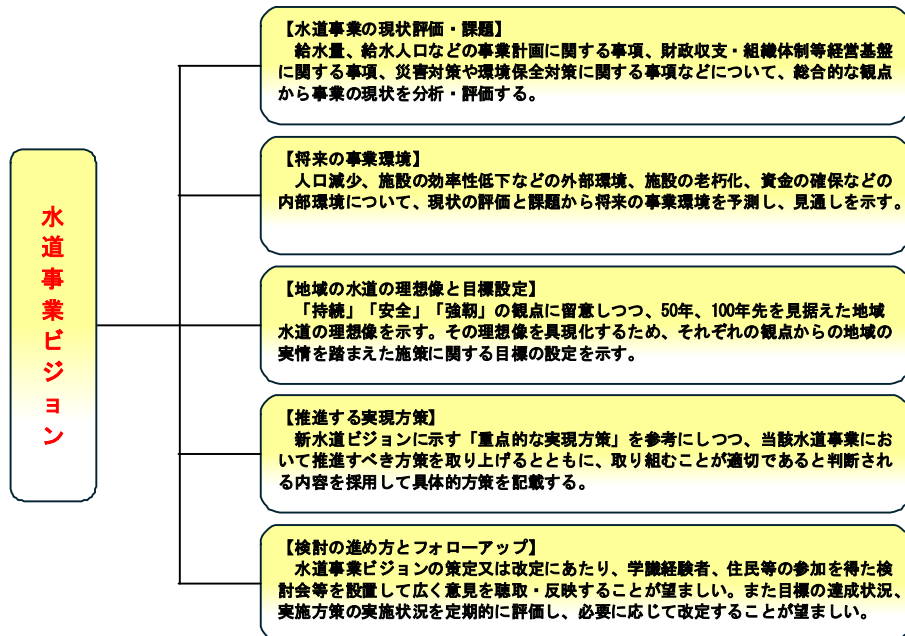 水道事業ビジョン
【水道事業の現状評価・課題】
給水量、給水人口などの事業計画に関する事項、財政収支・組織体制等経営基盤
に関する事項、災害対策や環境保全対策に関する事項などについて、総合的な観点
から事業の現状を分析・評価する。
【将来の事業環境】
人口減少、施設の効率性低下などの外部環境、施設の老朽化、資金の確保などの
内部環境について、現状の評価と課題から将来の事業環境を予測し、見通しを示す。
【地域の水道の理想像と目標設定】
「持続」「安全」「強靭」の観点に留意しつつ、50年、100年先を見据えた地域
水道の理想像を示す。その理想像を具現化するため、それぞれの観点からの地域の
実情を踏まえた施策に関する目標の設定を示す。
【推進する実現方策】
新水道ビジョンに示す「重点的な実現方策」を参考にしつつ、当該水道事業にお
いて推進すべき方策を取り上げるとともに、取り組むことが適切であると判断され
る内容を採用して具体的方策を記載する。
【検討の進め方とフォローアップ】
水道事業ビジョンの策定又は改定にあたり、学識経験者、住民等の参加を得た検
討会等を設置して広く意見を聴取・反映することが望ましい。また目標の達成状況、
実施方策の実施状況を定期的に評価し、必要に応じて改定することが望ましい。